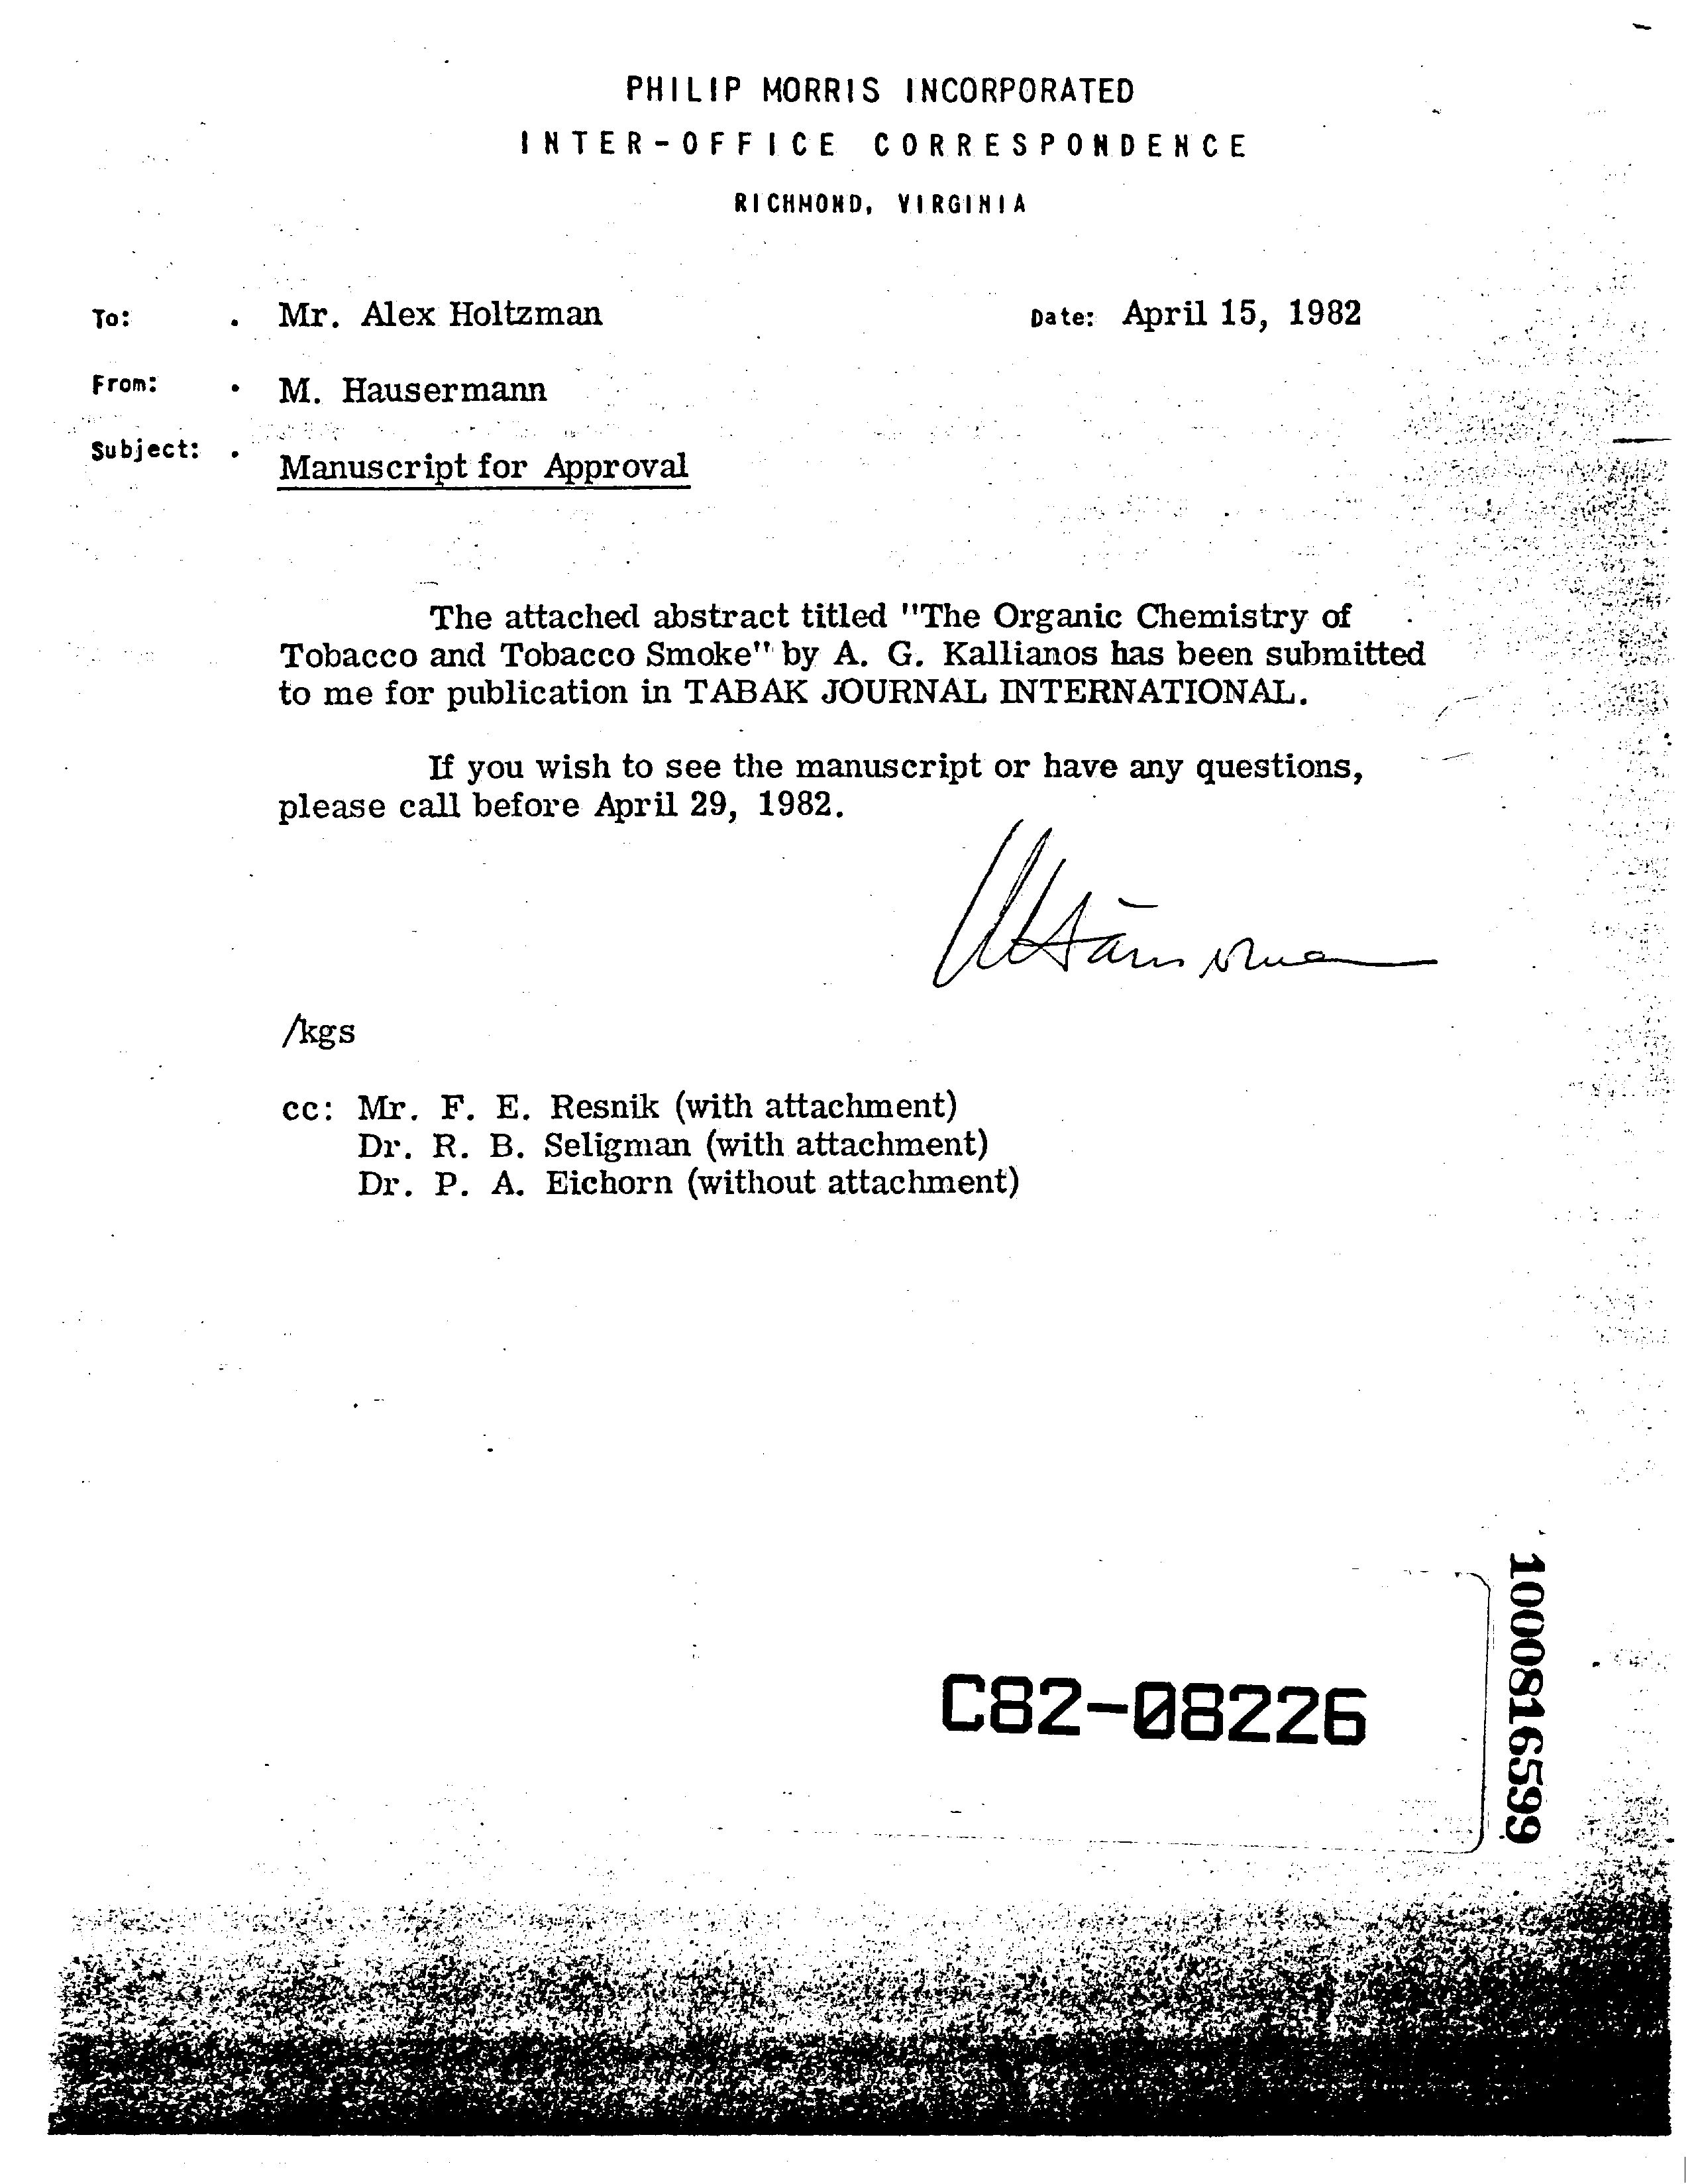 PHILIP MORRIS INCORPORATED
INTER-OFFICE CORRESPONDENCE
RICHMOND, VIRGINIA
To: . Mr. Alex Holtzman Date: April 15, 1982
From: . M. Hausermann
Subject: . Manuscript for Approval
The attached abstract titled "The Organic Chemistry of
Tobacco and Tobacco Smoke" by A. G. Kallianos has been submitted
to me for publication in TABAK JOURNAL INTERNATIONAL.
If you wish to see the manuscript or have any questions,
please call before April 29, 1982.
/kgs
cc: Mr. F. E. Resnik (with attachment)
Dr. R. B. Seligman (with attachment)
Dr. P. A. Eichorn (without attachment)
C82-08226
1000816599